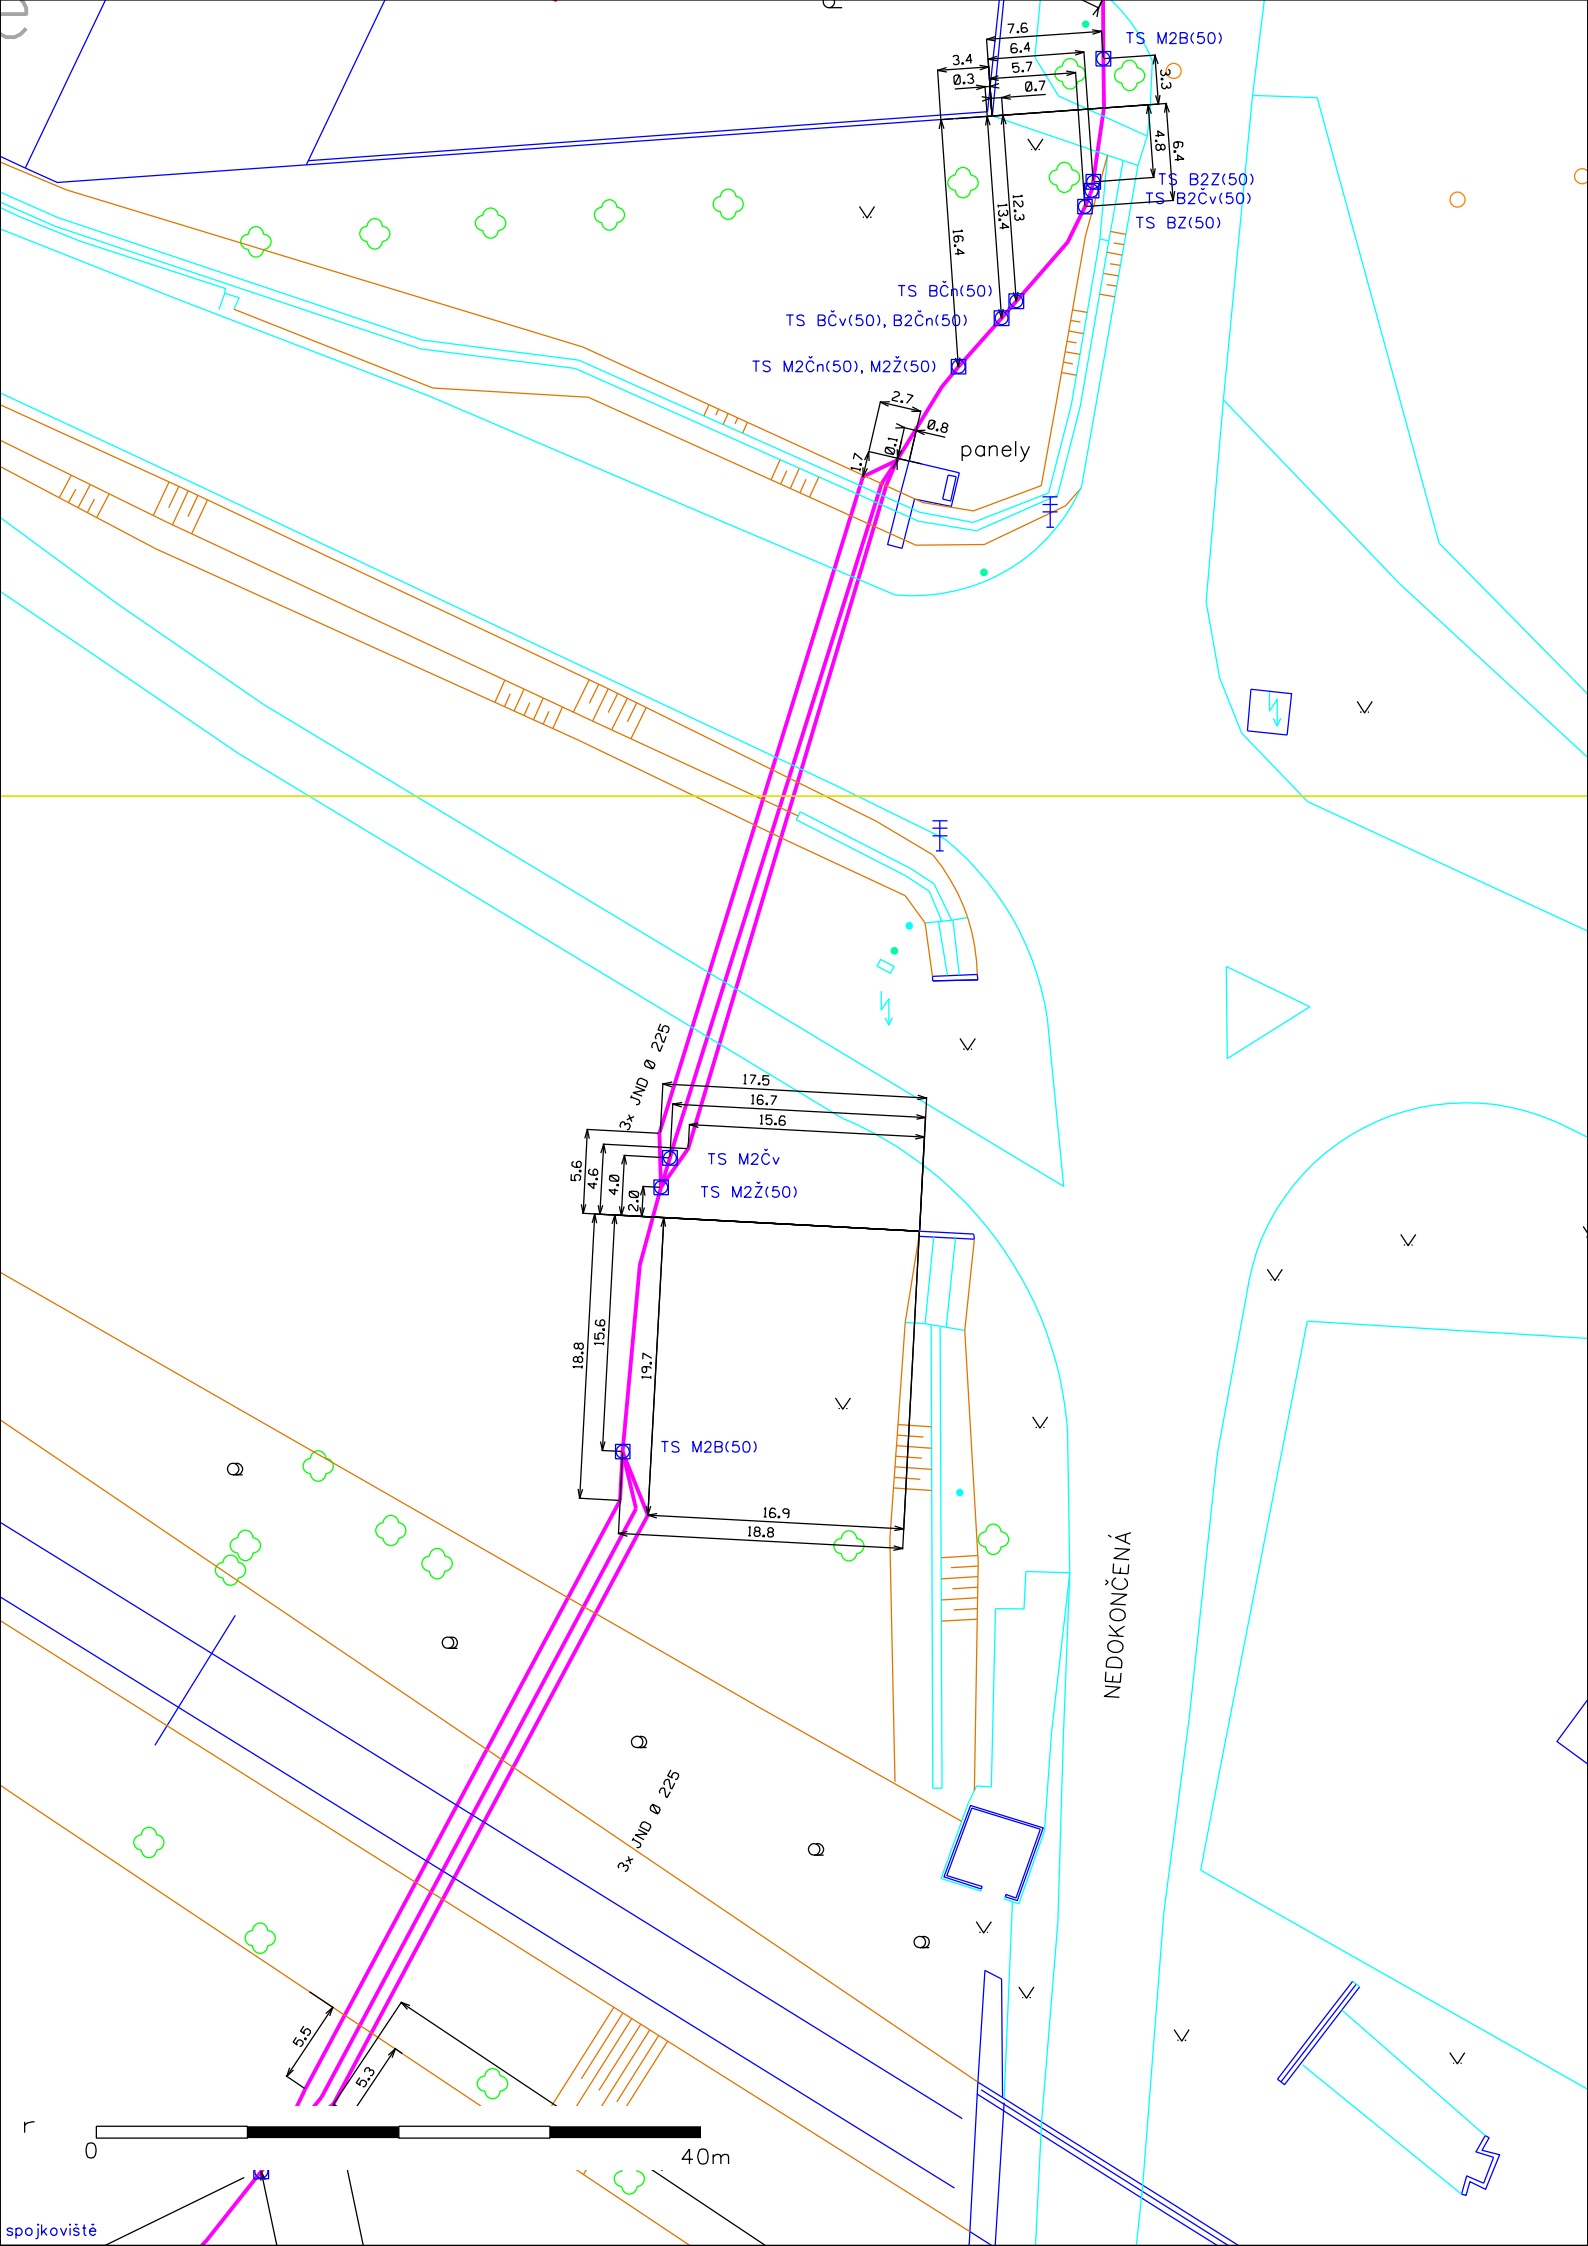 TS M2B(50)
7.6
6.4
3.4
5.7
0.3
0.7
3.3
4.8
6.4
TS B2Z(50)
TS B2Čv(50)
TS BZ(50)
12.3
13.4
16.4
TS BČn(50)
TS BČv(50), B2Čn(50)
TS M2Čn(50), M2Ž(50)
2.7
0.8
0.1
1.7
panely
3x JND Ø 225
17.5
16.7
15.6
5.6
4.6
4.0
2.0
TS M2Čv
TS M2Ž(50)
18.8
15.6
19.7
TS M2B(50)
16.9
18.8
NEDOKONČENÁ
3x JND Ø 225
5.5
5.3
r
0
40m
spojkoviště